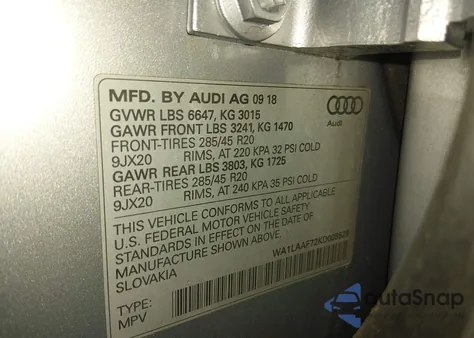 MFD. BY AUDI AG 09 18
GVWR LBS 6647, KG 3015
GAWR FRONT LBS 3241, KG 1470
FRONT-TIRES 285/45 R20
9JX20 RIMS, AT 220 KPA 32 PSI COLD
GAWR REAR LBS 3803, KG 1725
REAR-TIRES 285/45 R20
9JX20 RIMS, AT 240 KPA 35 PSI COLD
THIS VEHICLE CONFORMS TO ALL APPLICABLE
U.S. FEDERAL MOTOR VEHICLE SAFETY
STANDARDS IN EFFECT ON THE DATE OF
MANUFACTURE SHOWN ABOVE.
SLOVAKIA
TYPE:
MPV
Audi
autaSnap